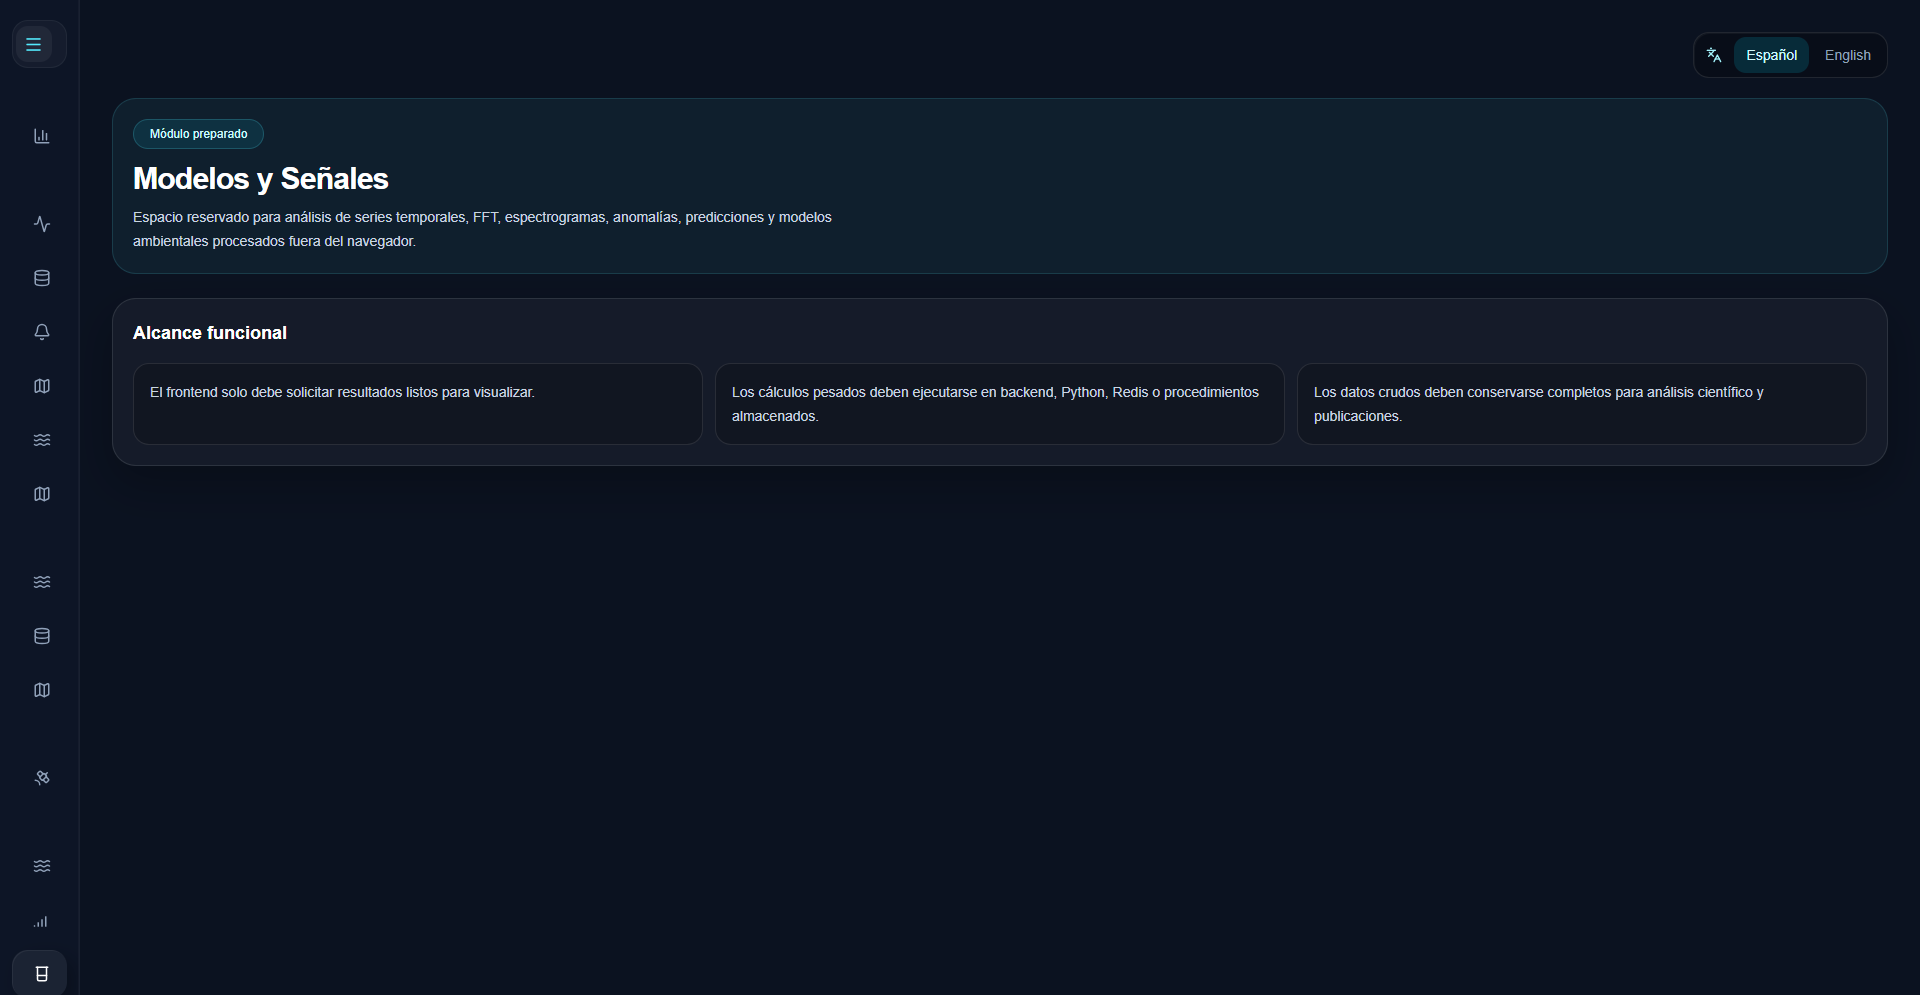 Español
English
Módulo preparado
Modelos y Señales
Espacio reservado para análisis de series temporales, FFT, espectrogramas, anomalías, predicciones y modelos
ambientales procesados fuera del navegador.
Alcance funcional
El frontend solo debe solicitar resultados listos para visualizar.
Los cálculos pesados deben ejecutarse en backend, Python, Redis o procedimientos
almacenados.
Los datos crudos deben conservarse completos para análisis científico y
publicaciones.